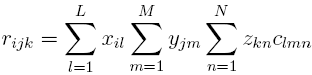 $r_{ijk} = \sum_{l=1}^{L} x_{il} \sum_{m=1}^{M} y_{jm} \sum_{n=1}^{N} z_{kn} c_{lmn}$